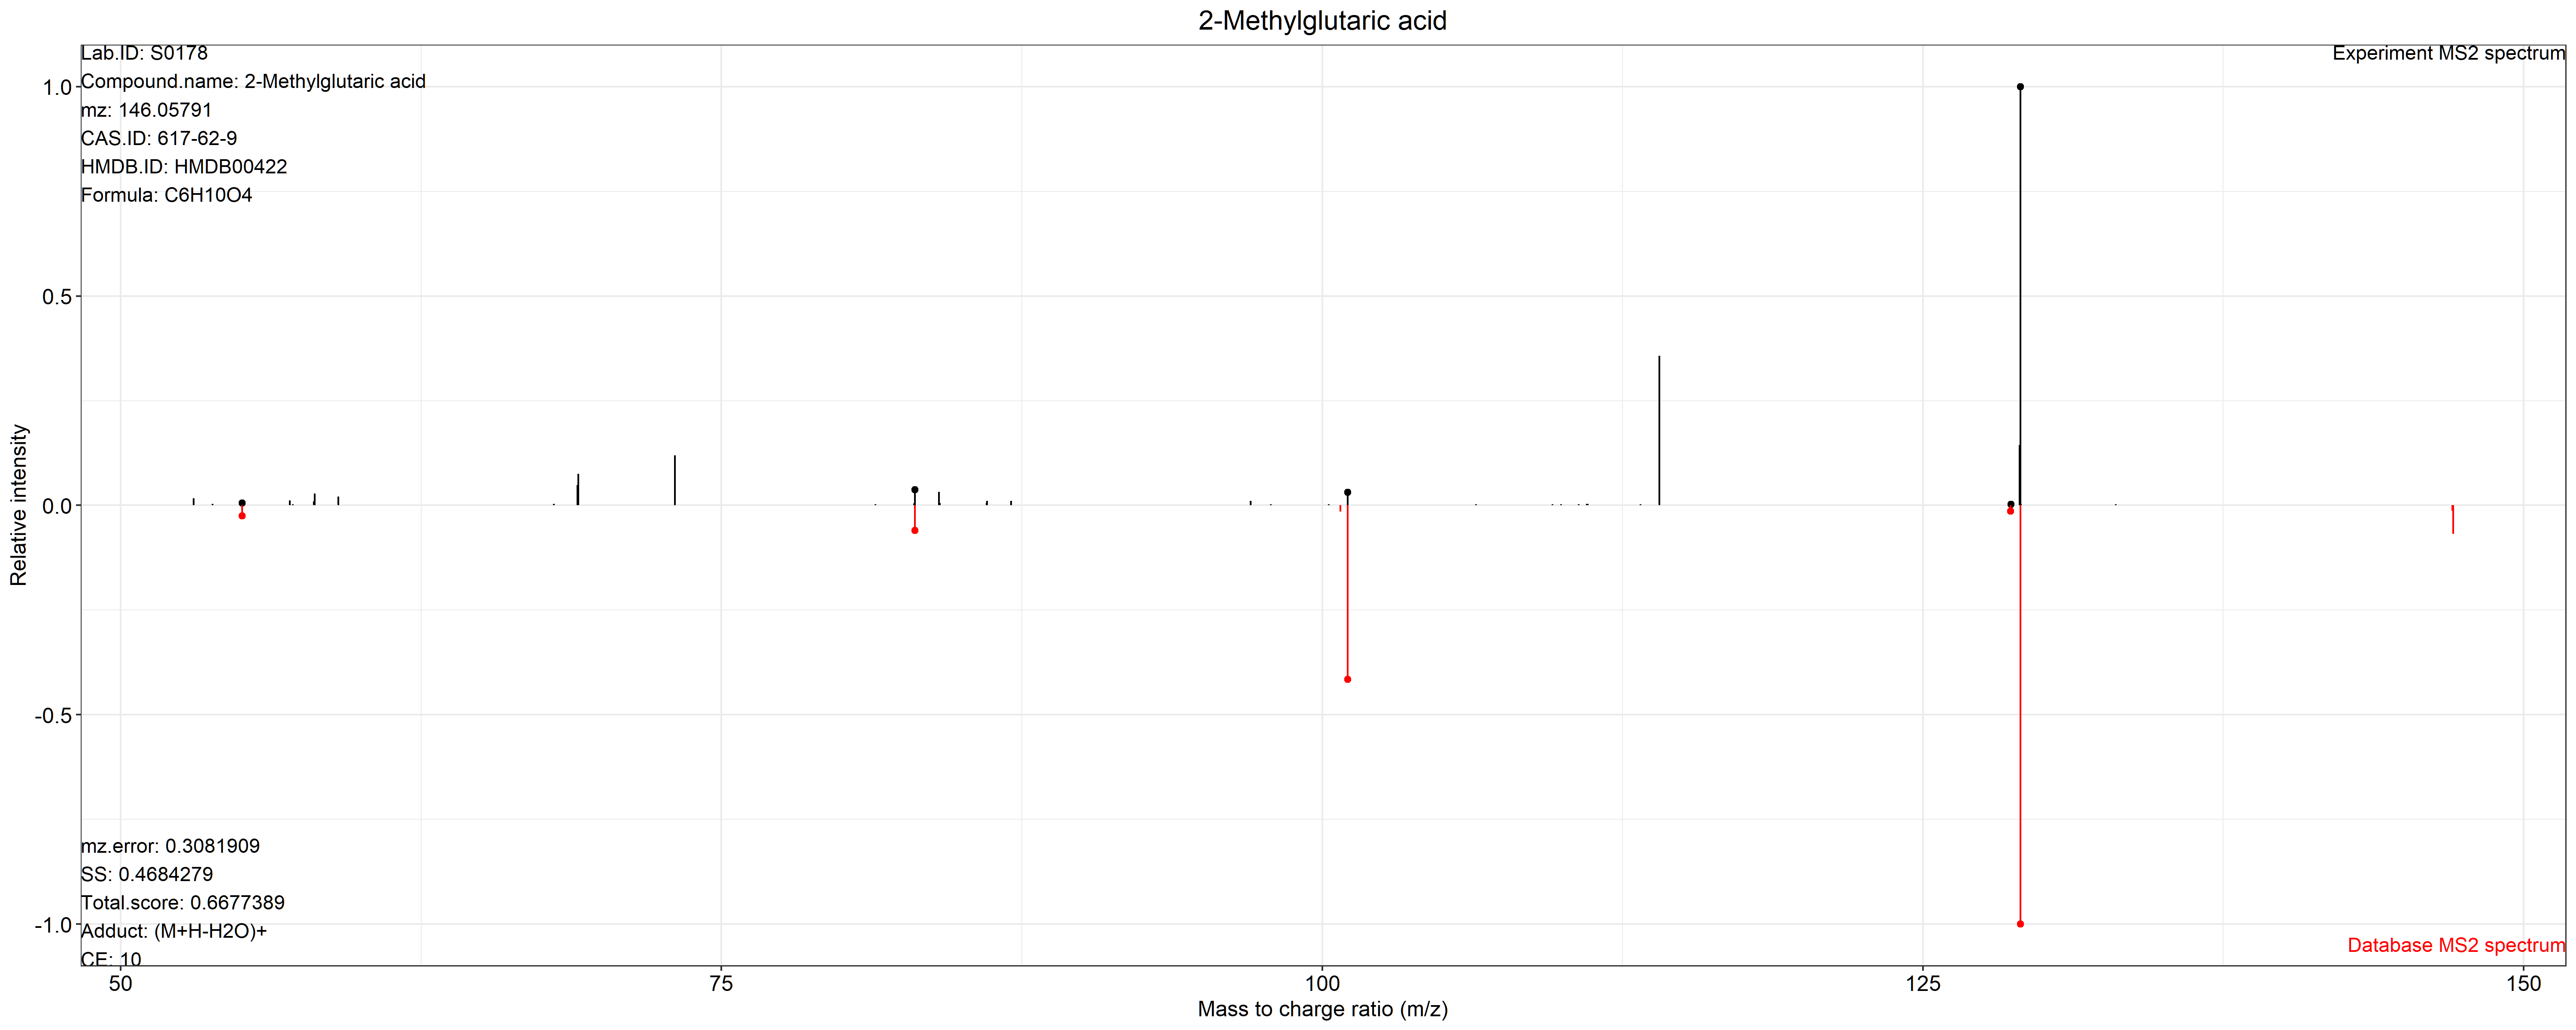 2-Methylglutaric acid
Lab.ID: S0178
Experiment MS2 spectrum
Compound.name: 2-Methylglutaric acid
mz: 146.05791
CAS.ID: 617-62-9
HMDB.ID: HMDB00422
Formula: C6H10O4
1.0
0.5
0.0
-0.5
-1.0
Relative intensity
mz.error: 0.3081909
SS: 0.4684279
Total.score: 0.6677389
Adduct: (M+H-H2O)+
CE: 10
Database MS2 spectrum
50
75
100
125
150
Mass to charge ratio (m/z)